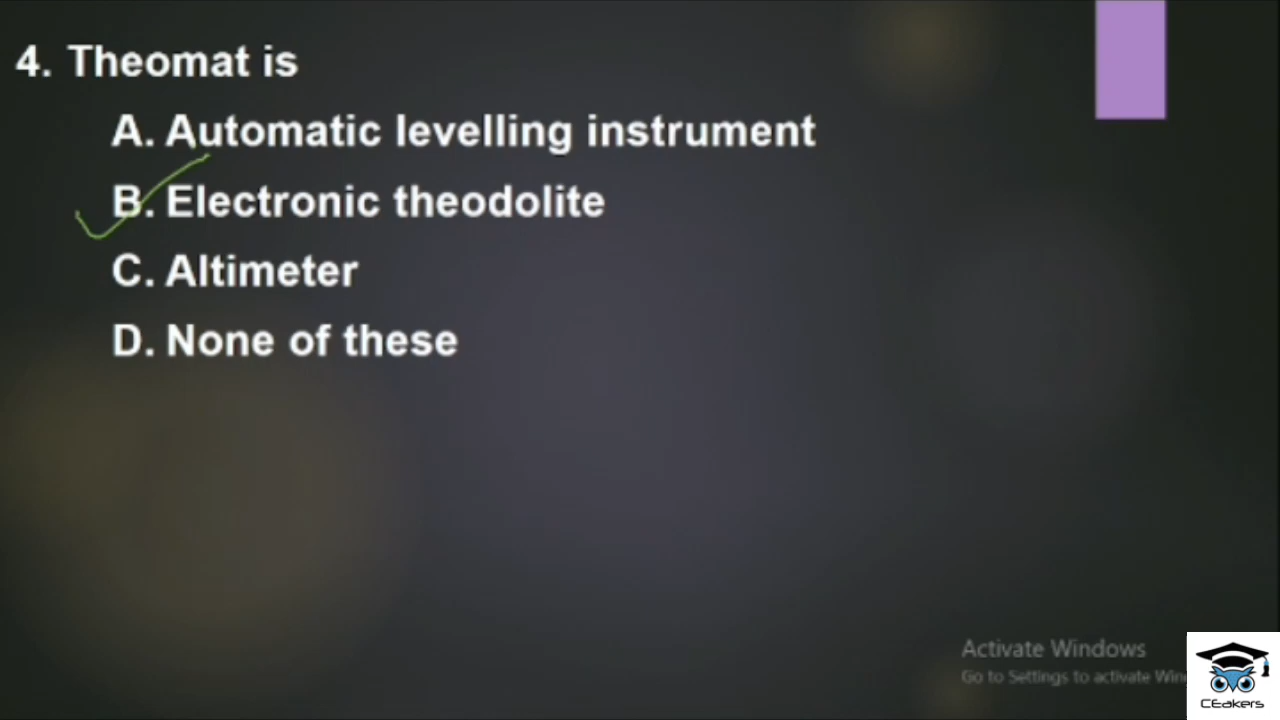 4. Theomat is
A. Automatic levelling instrument
B. Electronic theodolite
C. Altimeter
D. None of these
Activate Windows
Go to Settings to activate Win
CEakers